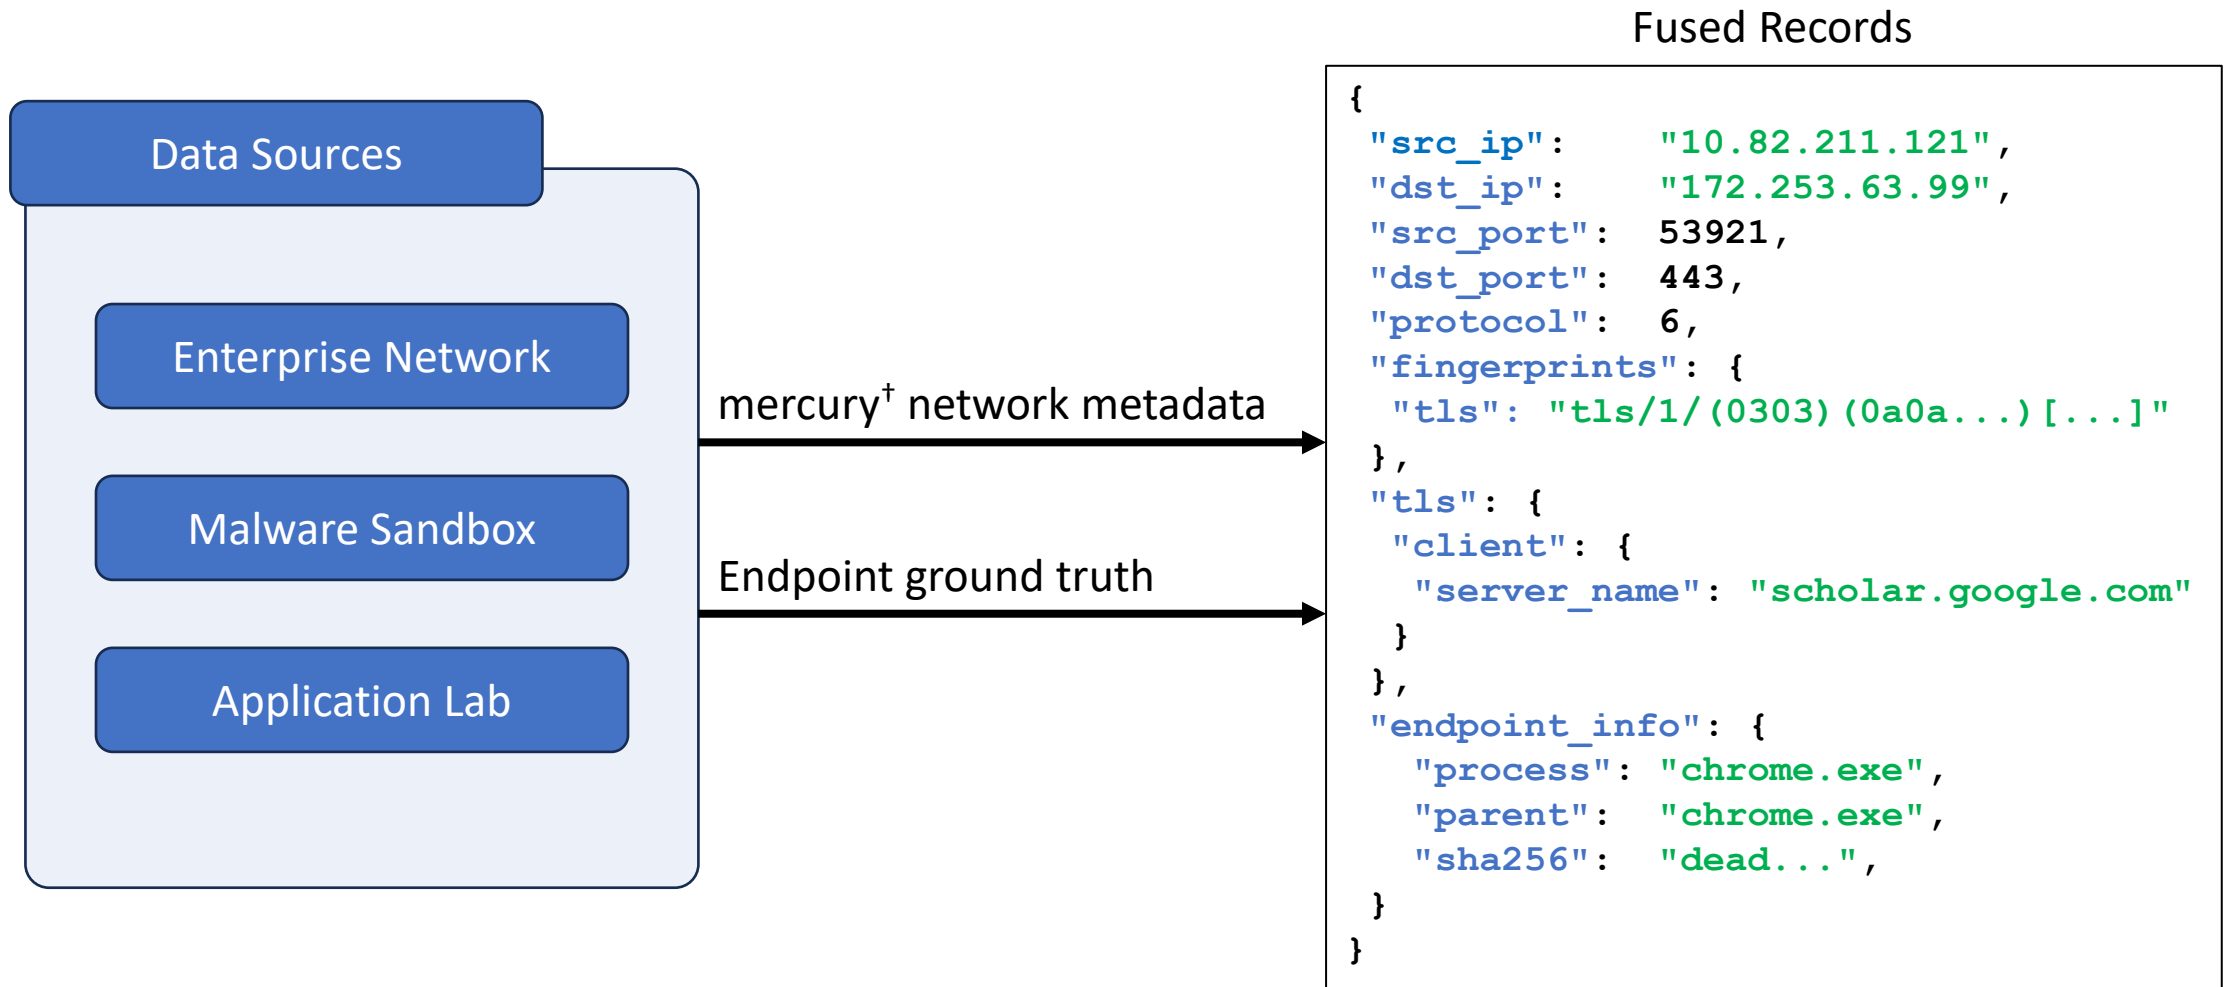 Fused Records
Data Sources
Enterprise Network
Malware Sandbox
Application Lab
mercury† network metadata
Endpoint ground truth
{
"src_ip": "10.82.211.121",
"dst_ip": "172.253.63.99",
"src_port": 53921,
"dst_port": 443,
"protocol": 6,
"fingerprints": {
"tls": "tls/1/(0303)(0a0a...)[...]"
},
"tls": {
"client": {
"server_name": "scholar.google.com"
}
},
"endpoint_info": {
"process": "chrome.exe",
"parent": "chrome.exe",
"sha256": "dead...",
}
}